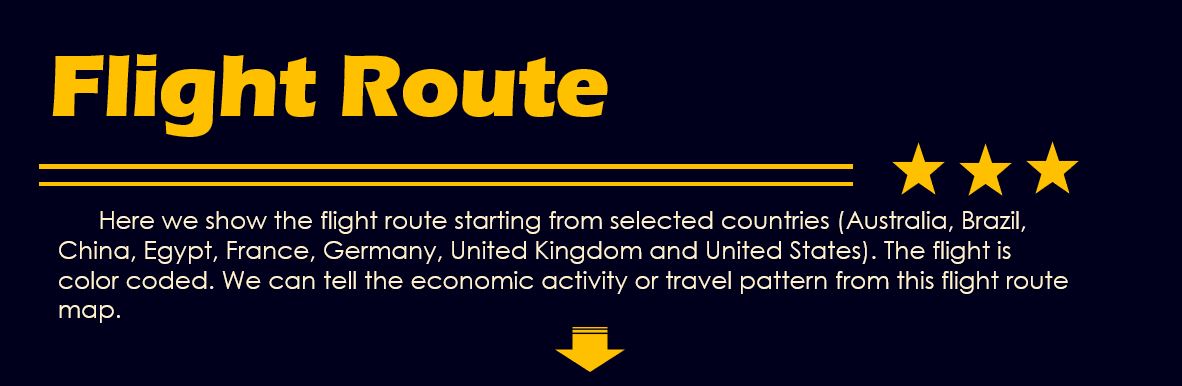 Flight Route
Here we show the flight route starting from selected countries (Australia, Brazil,
China, Egypt, France, Germany, United Kingdom and United States). The flight is
color coded. We can tell the economic activity or travel pattern from this flight route
map.